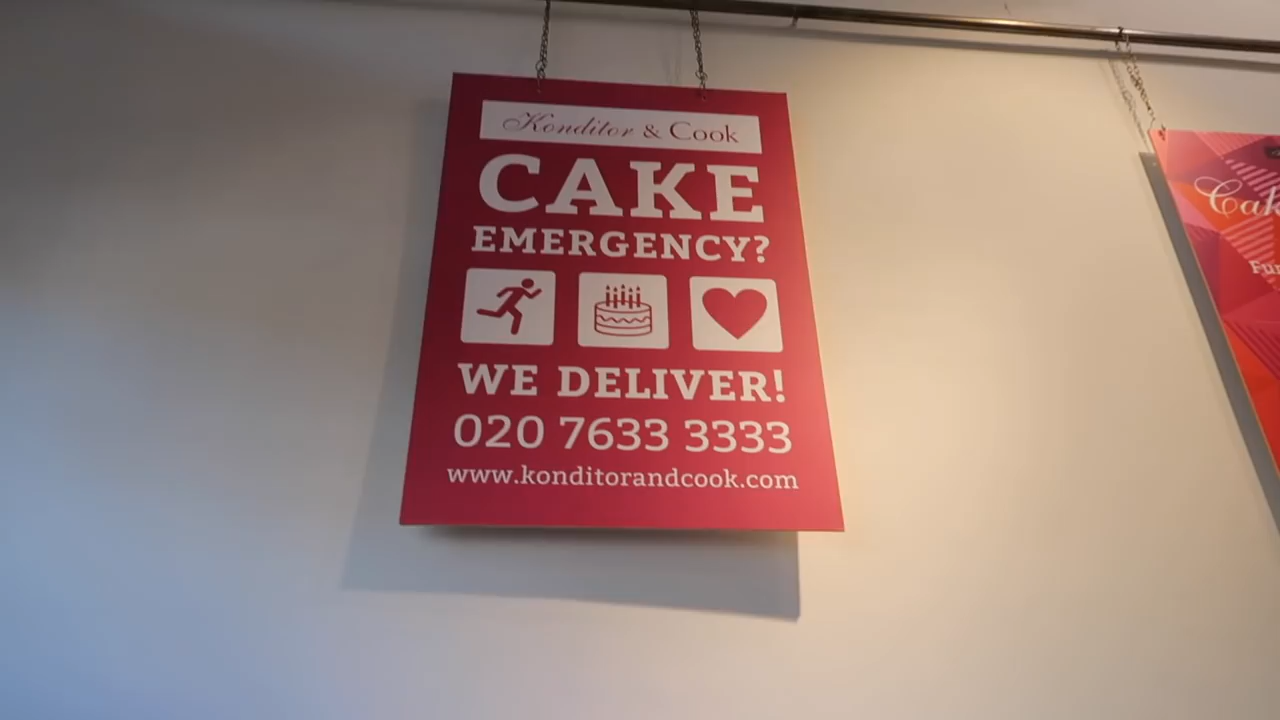 Konditor & Cook
CAKE
EMERGENCY?
WE DELIVER!
020 7633 3333
www.konditorandcook.com